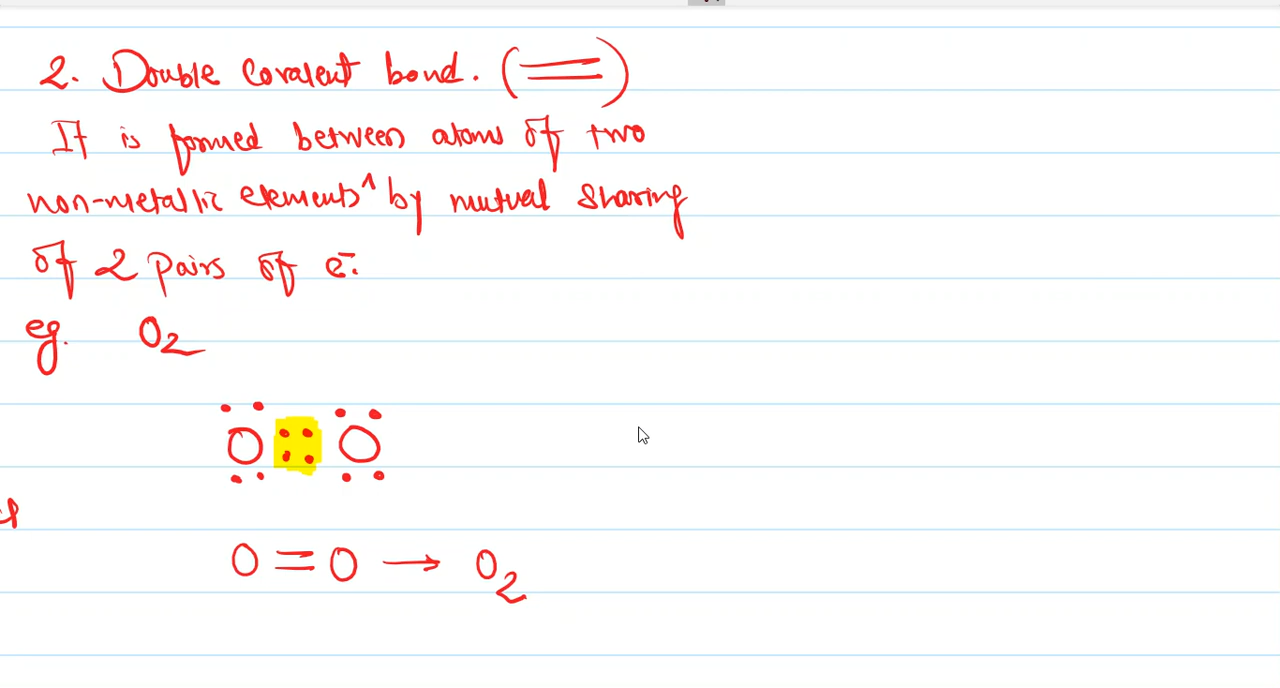 2. Double Covalent bond. (=)
It is formed between atoms of two
non-metallic elements^ by mutual sharing
of 2 pairs of e⁻.
eg. O₂
O :: O
O = O → O₂